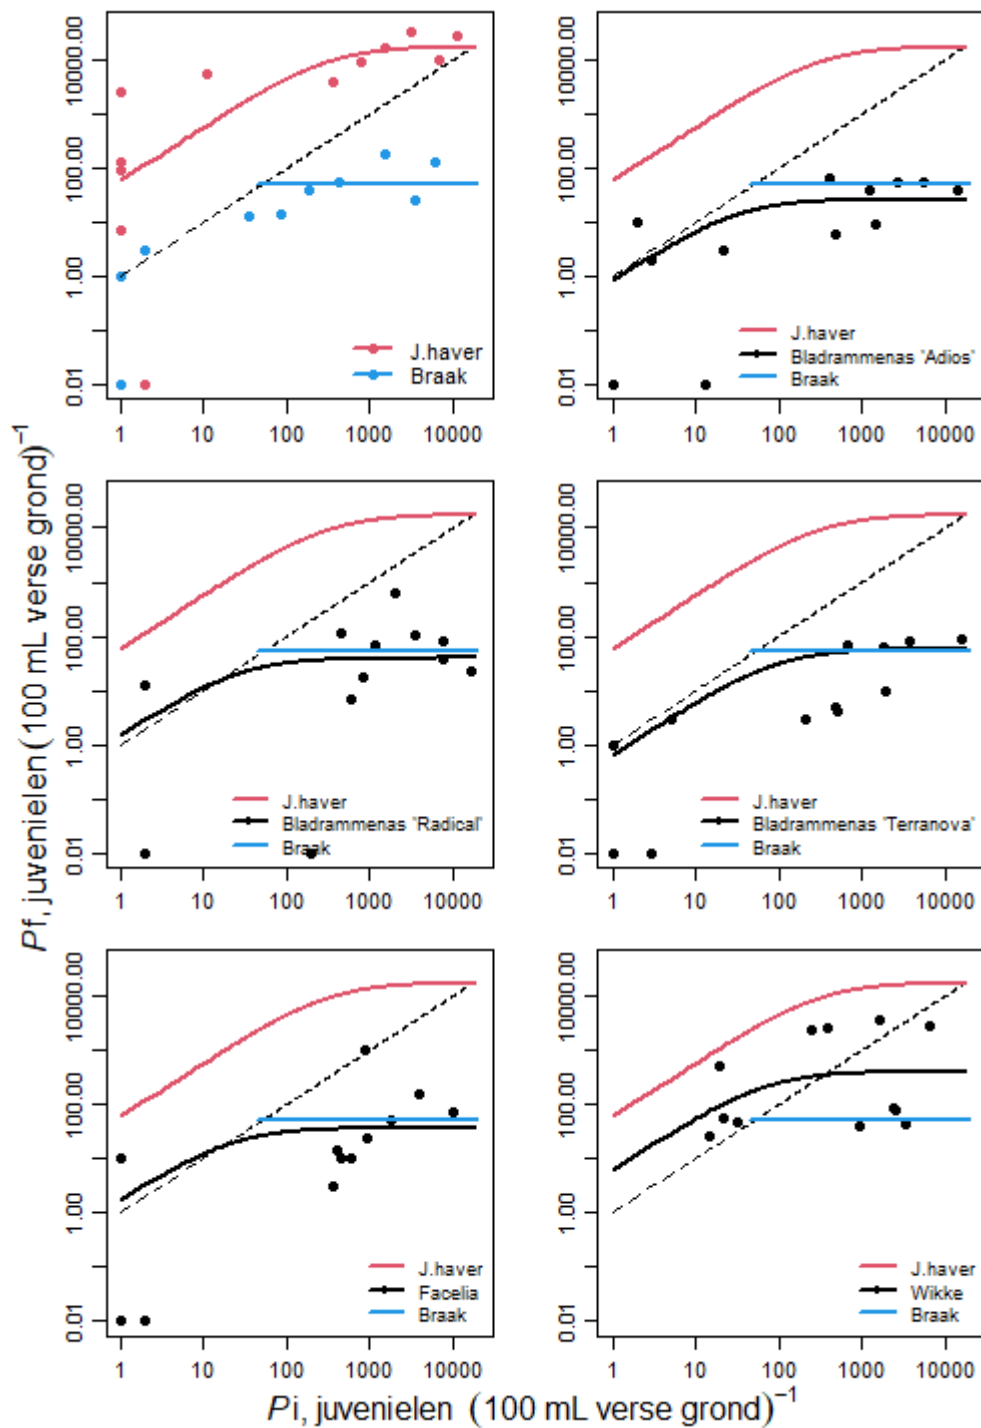 10000.00
100.00
1.00
0.01
J.haver
Braak
1 10 100 1000 10000
10000.00
100.00
1.00
0.01
J.haver
Bladrammenas 'Adios'
Braak
1 10 100 1000 10000
10000.00
100.00
1.00
0.01
J.haver
Bladrammenas 'Radical'
Braak
1 10 100 1000 10000
10000.00
100.00
1.00
0.01
J.haver
Bladrammenas 'Terranova'
Braak
1 10 100 1000 10000
10000.00
100.00
1.00
0.01
J.haver
Facelia
Braak
1 10 100 1000 10000
10000.00
100.00
1.00
0.01
J.haver
Wikke
Braak
1 10 100 1000 10000
Pf, juvenielen (100 mL verse grond)⁻¹
Pi, juvenielen (100 mL verse grond)⁻¹